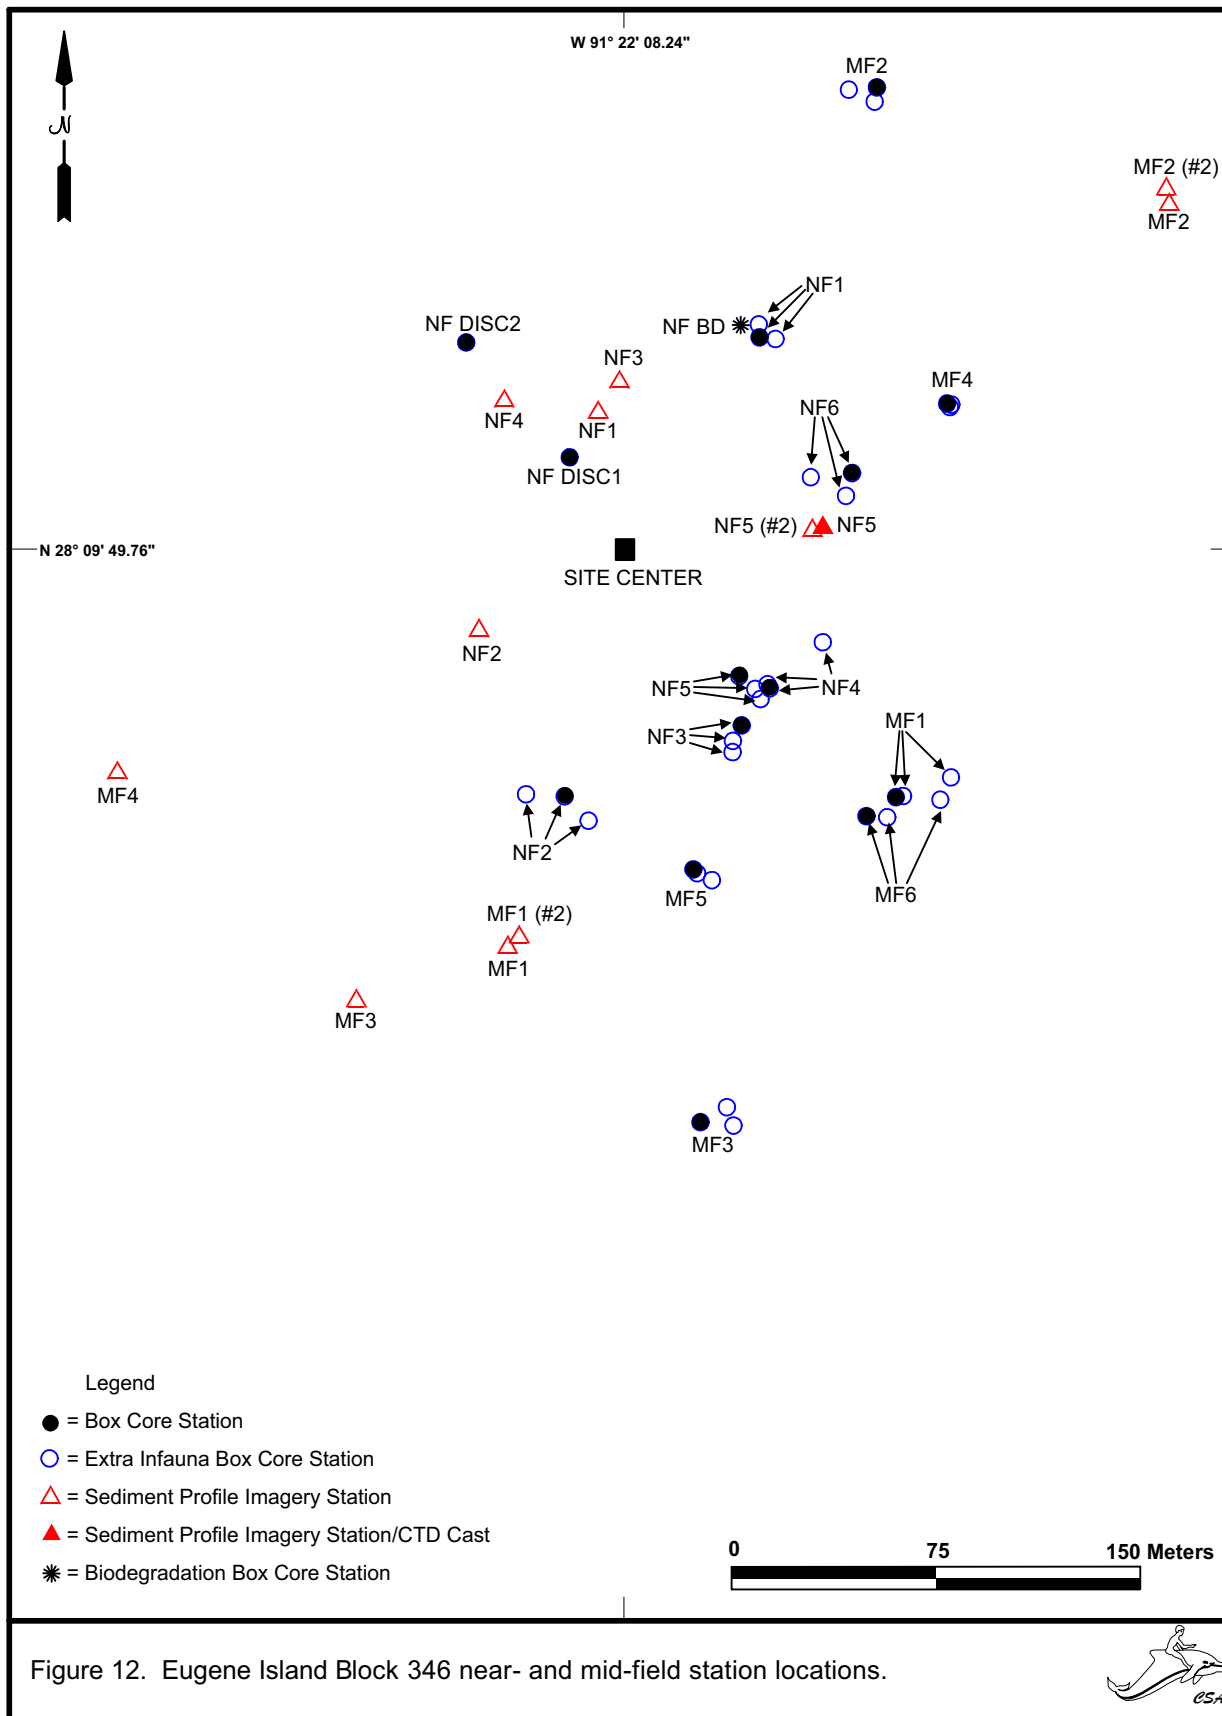 W 91° 22' 08.24"
N
MF2
MF2 (#2)
MF2
NF1
NF BD
NF DISC2
NF3
NF4
NF1
MF4
NF6
NF DISC1
NF5 (#2)
NF5
N 28° 09' 49.76"
SITE CENTER
NF2
NF5
NF4
NF3
MF1
MF4
NF2
MF5
MF6
MF1 (#2)
MF1
MF3
MF3
Legend
= Box Core Station
= Extra Infauna Box Core Station
= Sediment Profile Imagery Station
= Sediment Profile Imagery Station/CTD Cast
= Biodegradation Box Core Station
0 75 150 Meters
Figure 12. Eugene Island Block 346 near- and mid-field station locations.
CSA